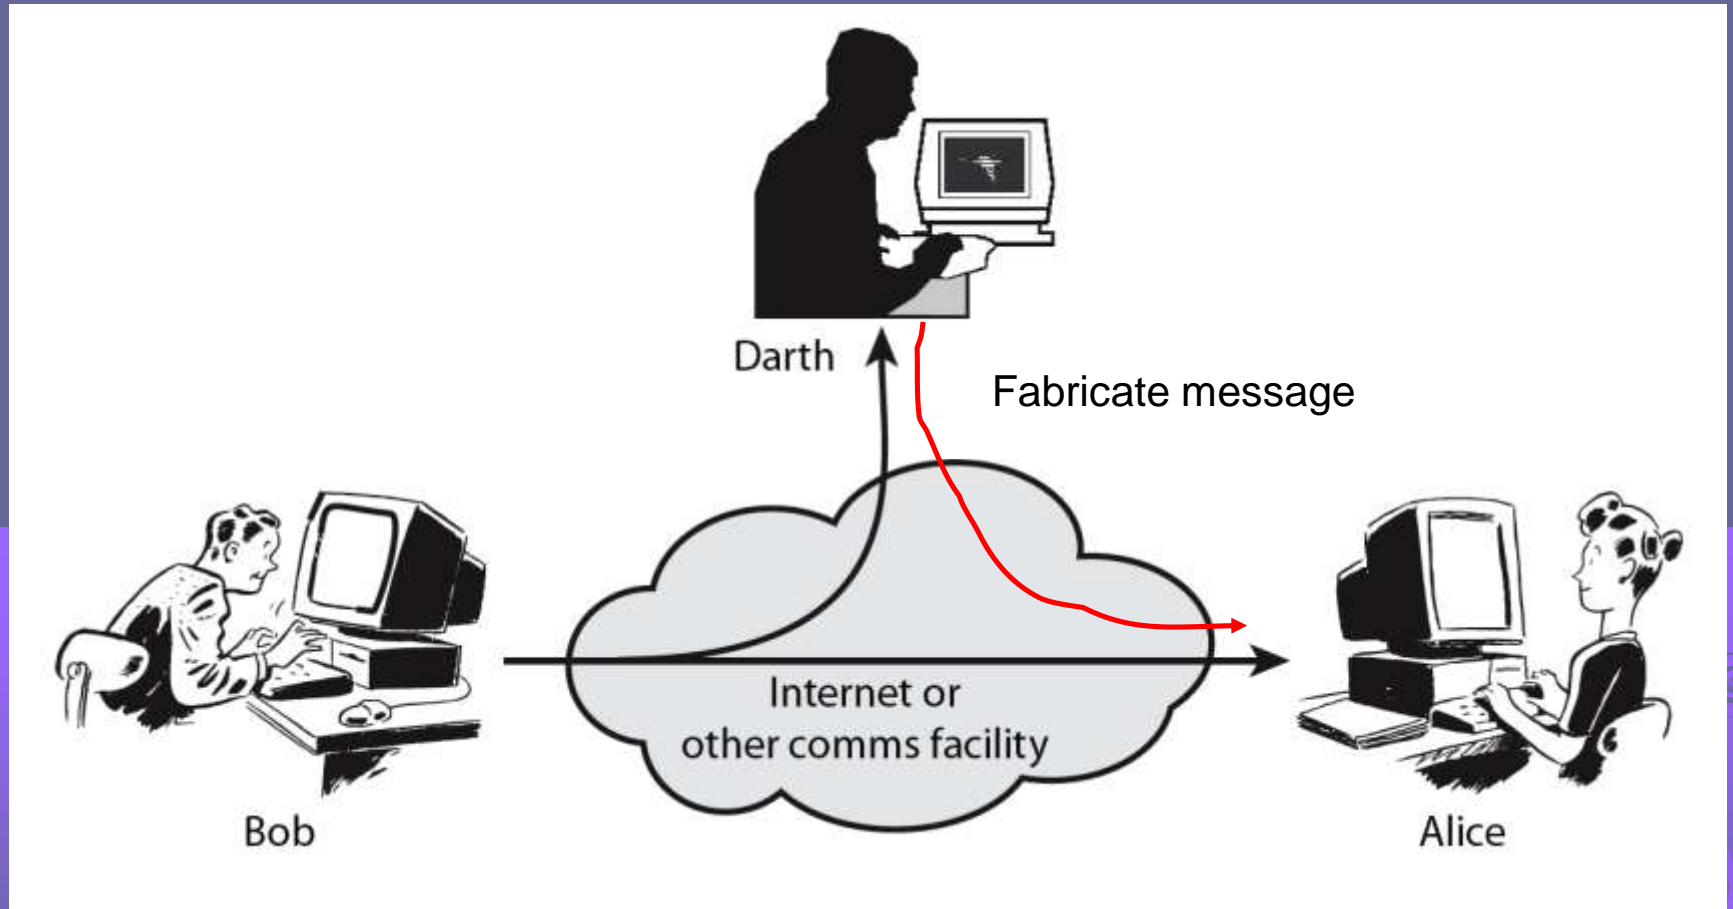 Darth
Fabricate message
Internet or
other comms facility
Bob
Alice